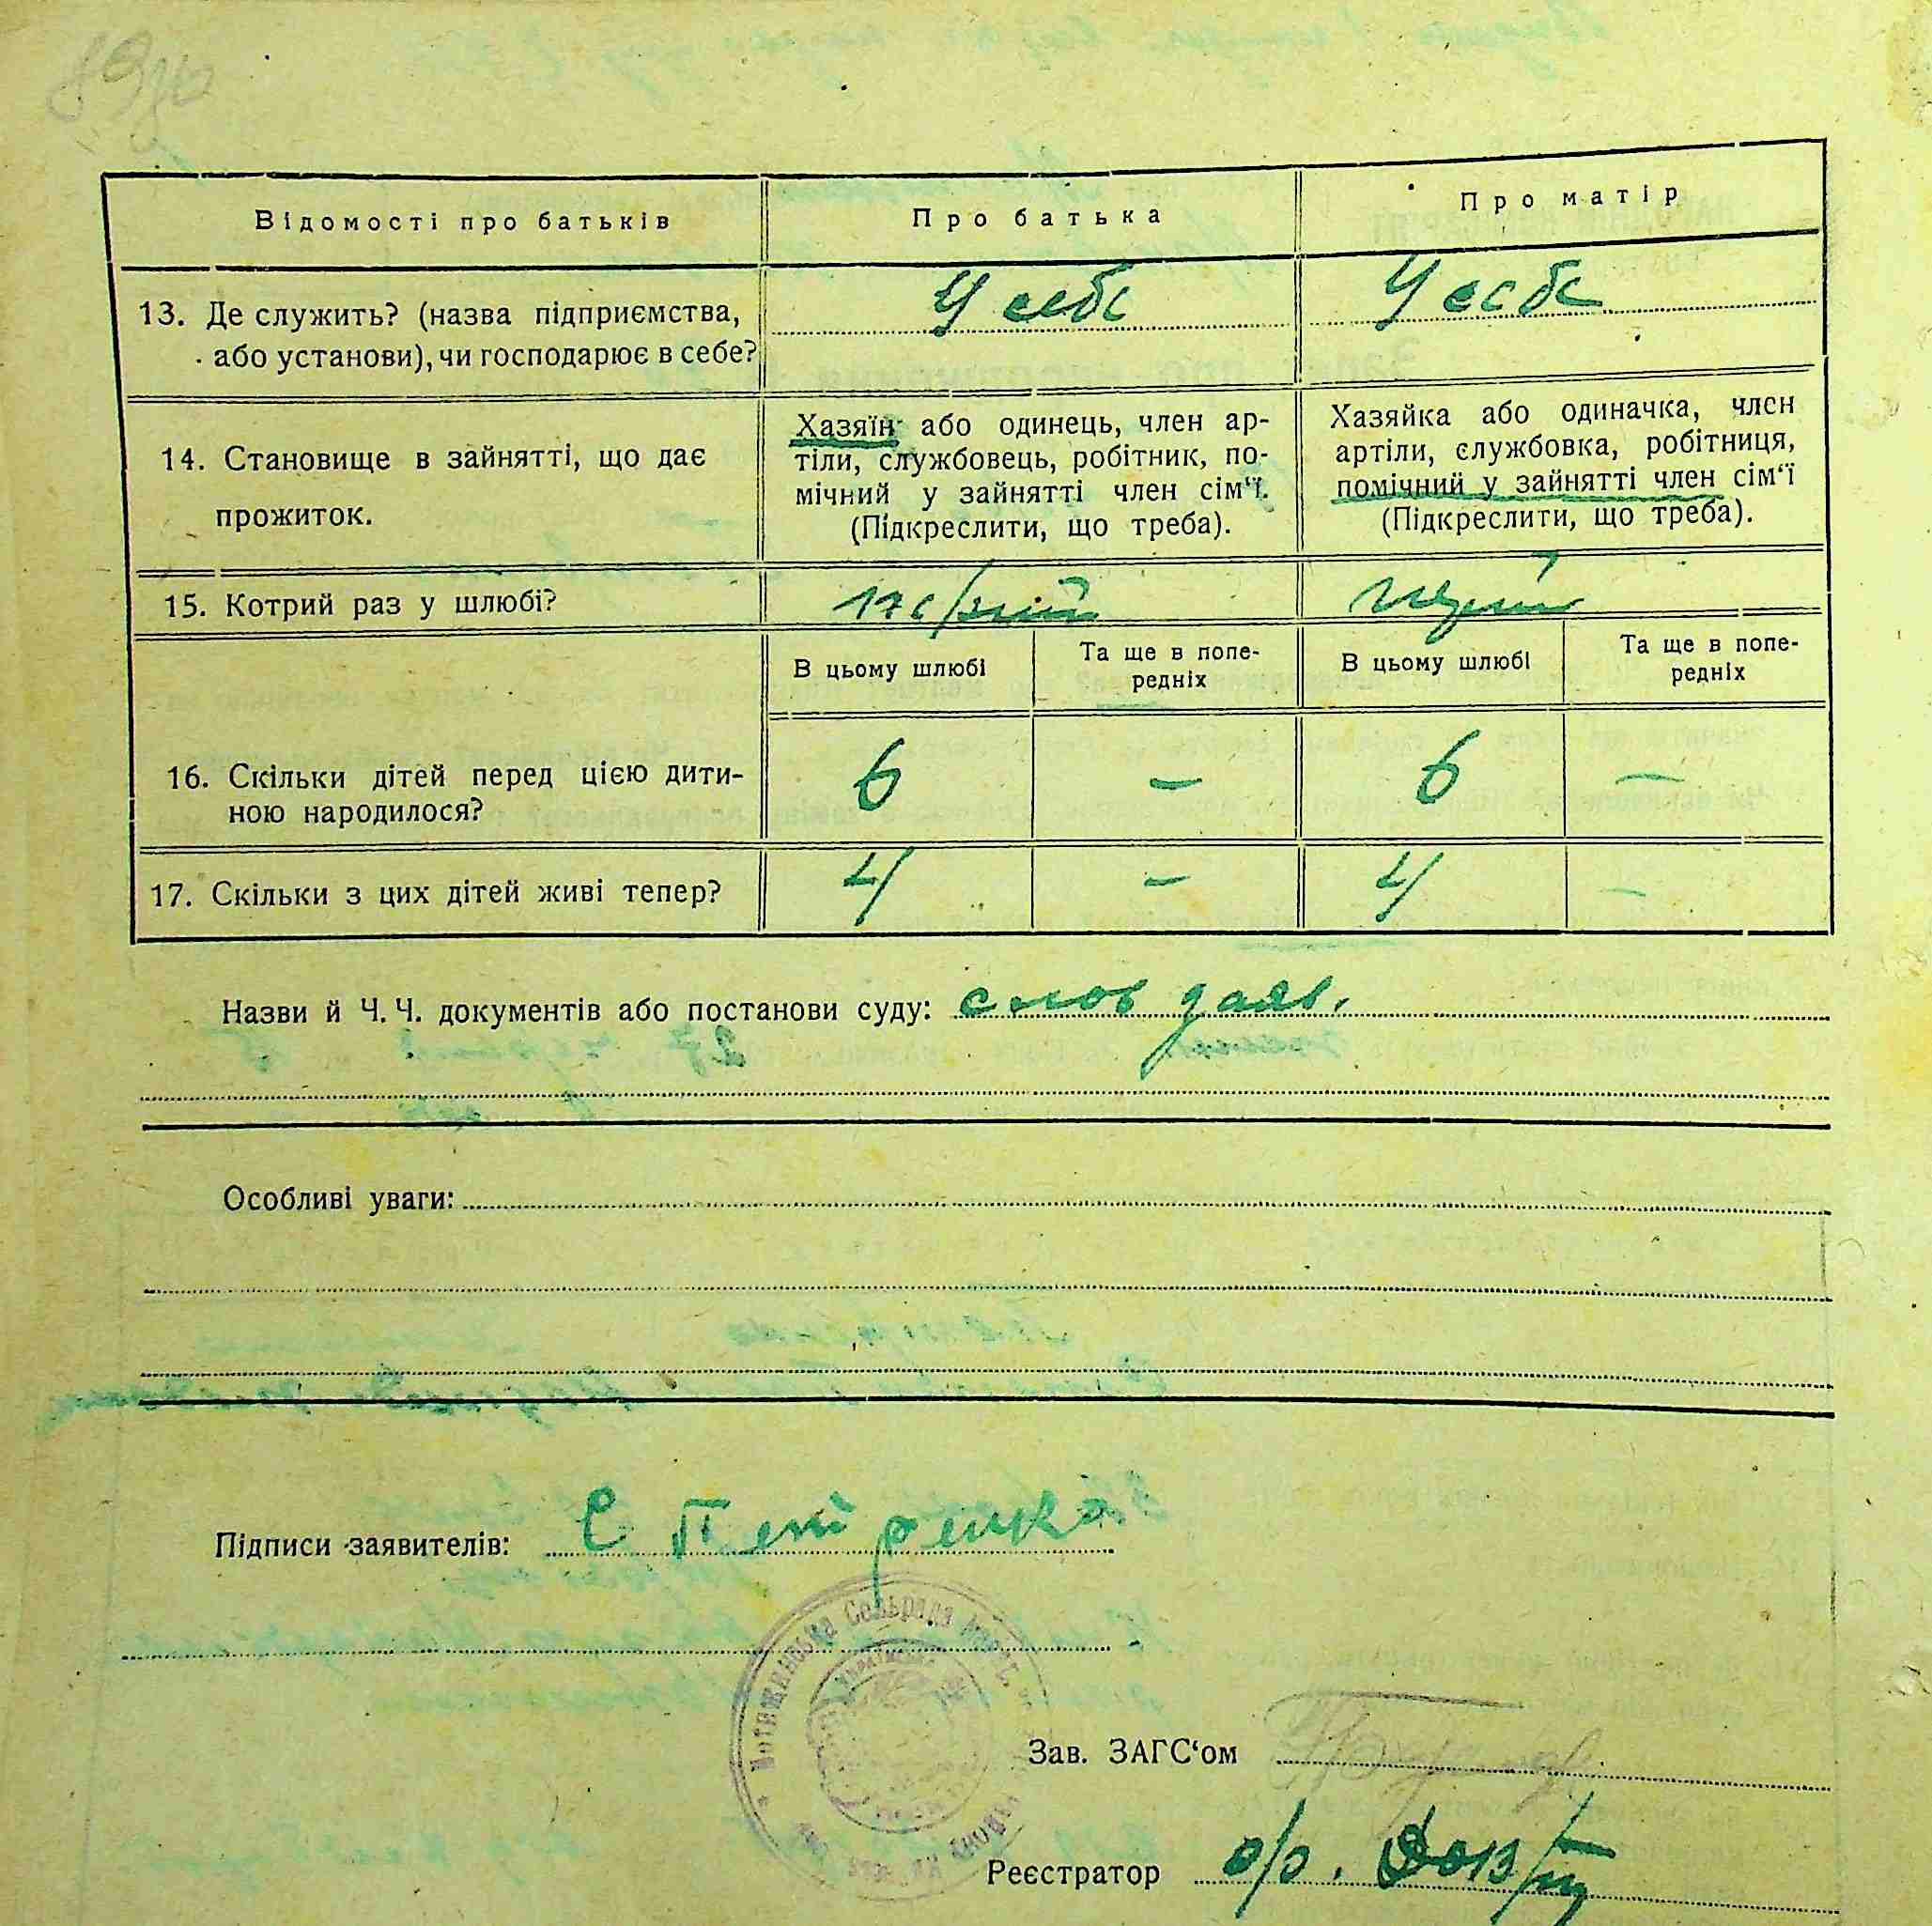 Відомості про батьків
Про батька
Про матір
13. Де служить? (назва підприємства,
або установи), чи господарює в себе?
У себе
У себе
14. Становище в зайнятті, що дає
прожиток.
Хазяїн або одинець, член ар-
тіли, службовець, робітник, по-
мічний у зайнятті член сім'ї.
(Підкреслити, що треба).
Хазяйка або одиначка, член
артіли, службовка, робітниця,
помічний у зайнятті член сім'ї
(Підкреслити, що треба).
15. Котрий раз у шлюбі?
В цьому шлюбі
Та ще в попе-
редніх
В цьому шлюбі
Та ще в попе-
редніх
16. Скільки дітей перед цією дити-
ною народилося?
6 — 6 —
17. Скільки з цих дітей живі тепер?
4 — 4 —
Назви й Ч. Ч. документів або постанови суду: слов заяв.
Особливі уваги:
Підписи заявителів: С Петренко
Сельрада
Зав. ЗАГС'ом
Реєстратор